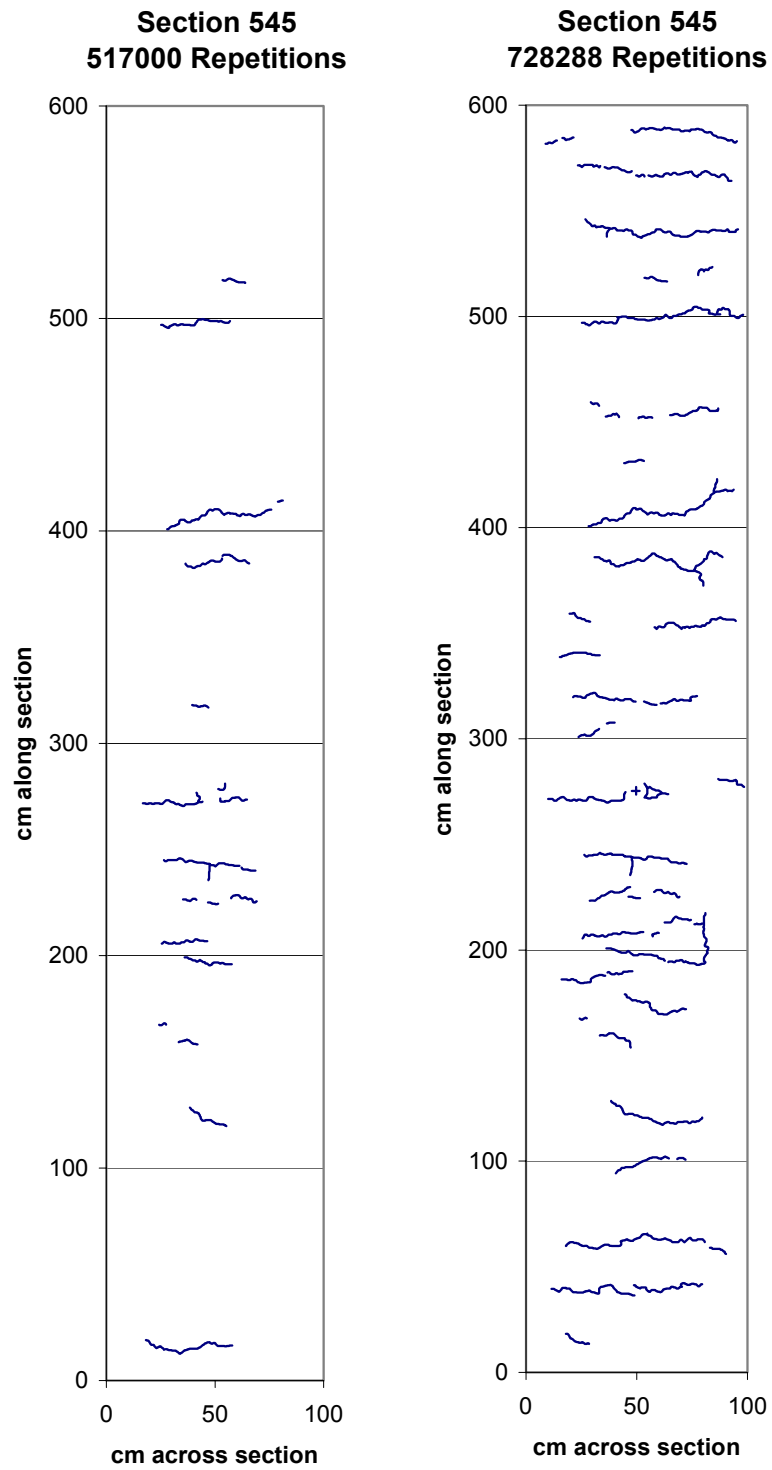 Section 545
517000 Repetitions
600
500
400
300
200
100
0
cm along section
0 50 100
cm across section
Section 545
728288 Repetitions
600
500
400
300
200
100
0
cm along section
0 50 100
cm across section